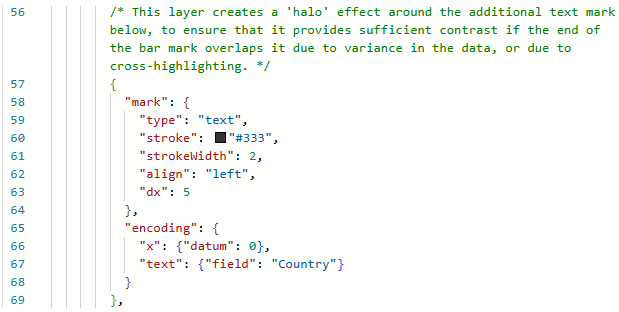 56 /* This layer creates a 'halo' effect around the additional text mark
below, to ensure that it provides sufficient contrast if the end of
the bar mark overlaps it due to variance in the data, or due to
cross-highlighting. */
57 {
58 "mark": {
59 "type": "text",
60 "stroke": "#333",
61 "strokeWidth": 2,
62 "align": "left",
63 "dx": 5
64 },
65 "encoding": {
66 "x": {"datum": 0},
67 "text": {"field": "Country"}
68 }
69 },